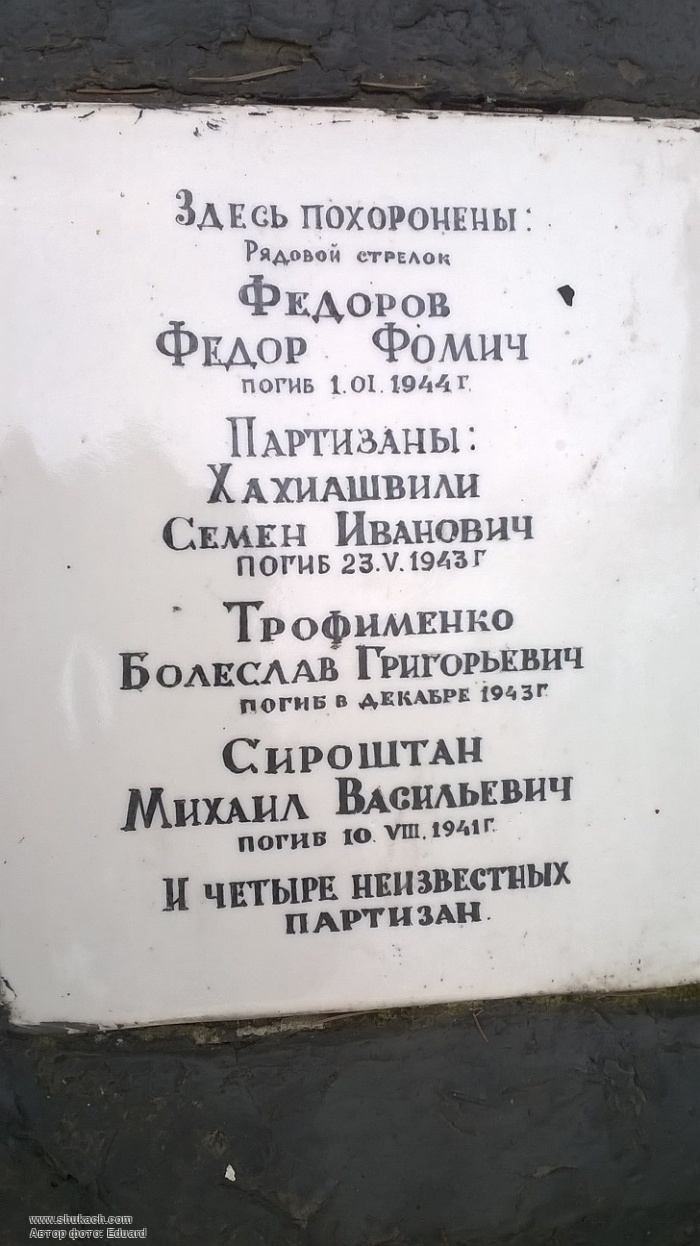 Здесь похоронены:
Рядовой стрелок
Федоров
Федор Фомич
погиб 1.01.1944 г.
Партизаны:
Хахиашвили
Семен Иванович
погиб 23.V.1943 г
Трофименко
Болеслав Григорьевич
погиб в декабре 1943 г.
Сироштан
Михаил Васильевич
погиб 10.VIII.1941 г.
И четыре неизвестных
партизан.
www.shukach.com
Автор фото: Eduard